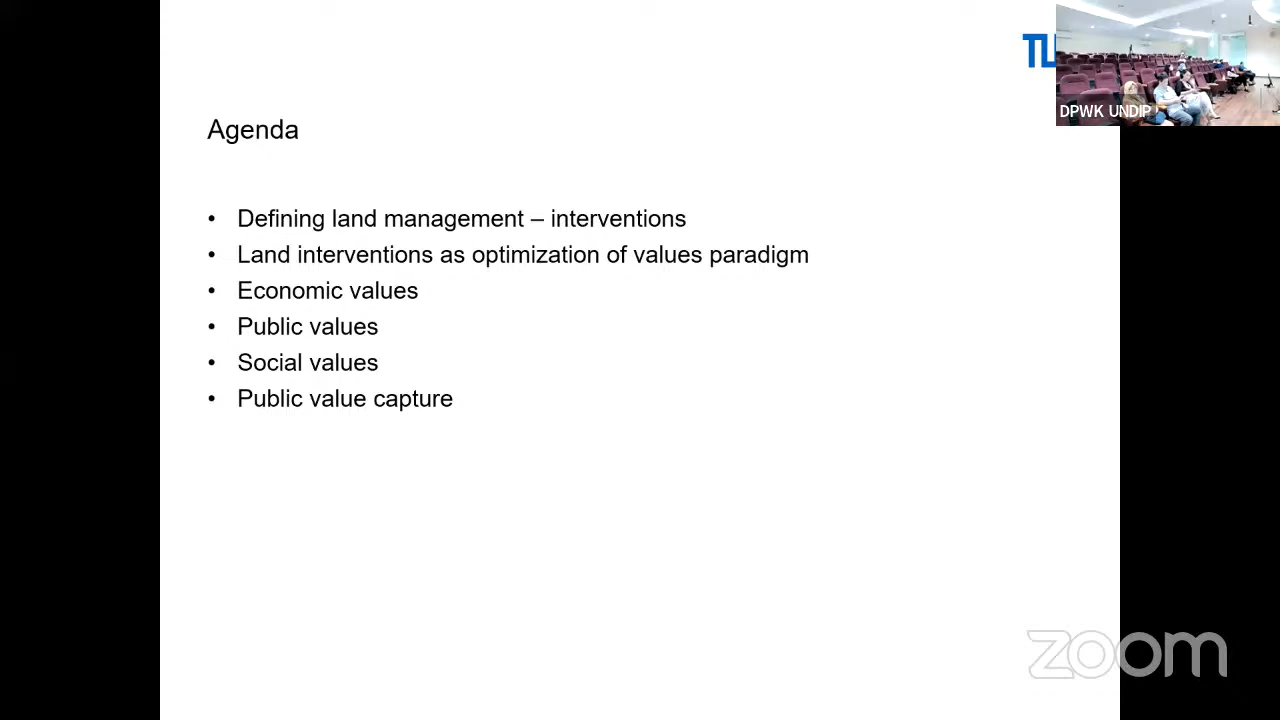 DPWK UNDIP
Agenda
• Defining land management – interventions
• Land interventions as optimization of values paradigm
• Economic values
• Public values
• Social values
• Public value capture
zoom